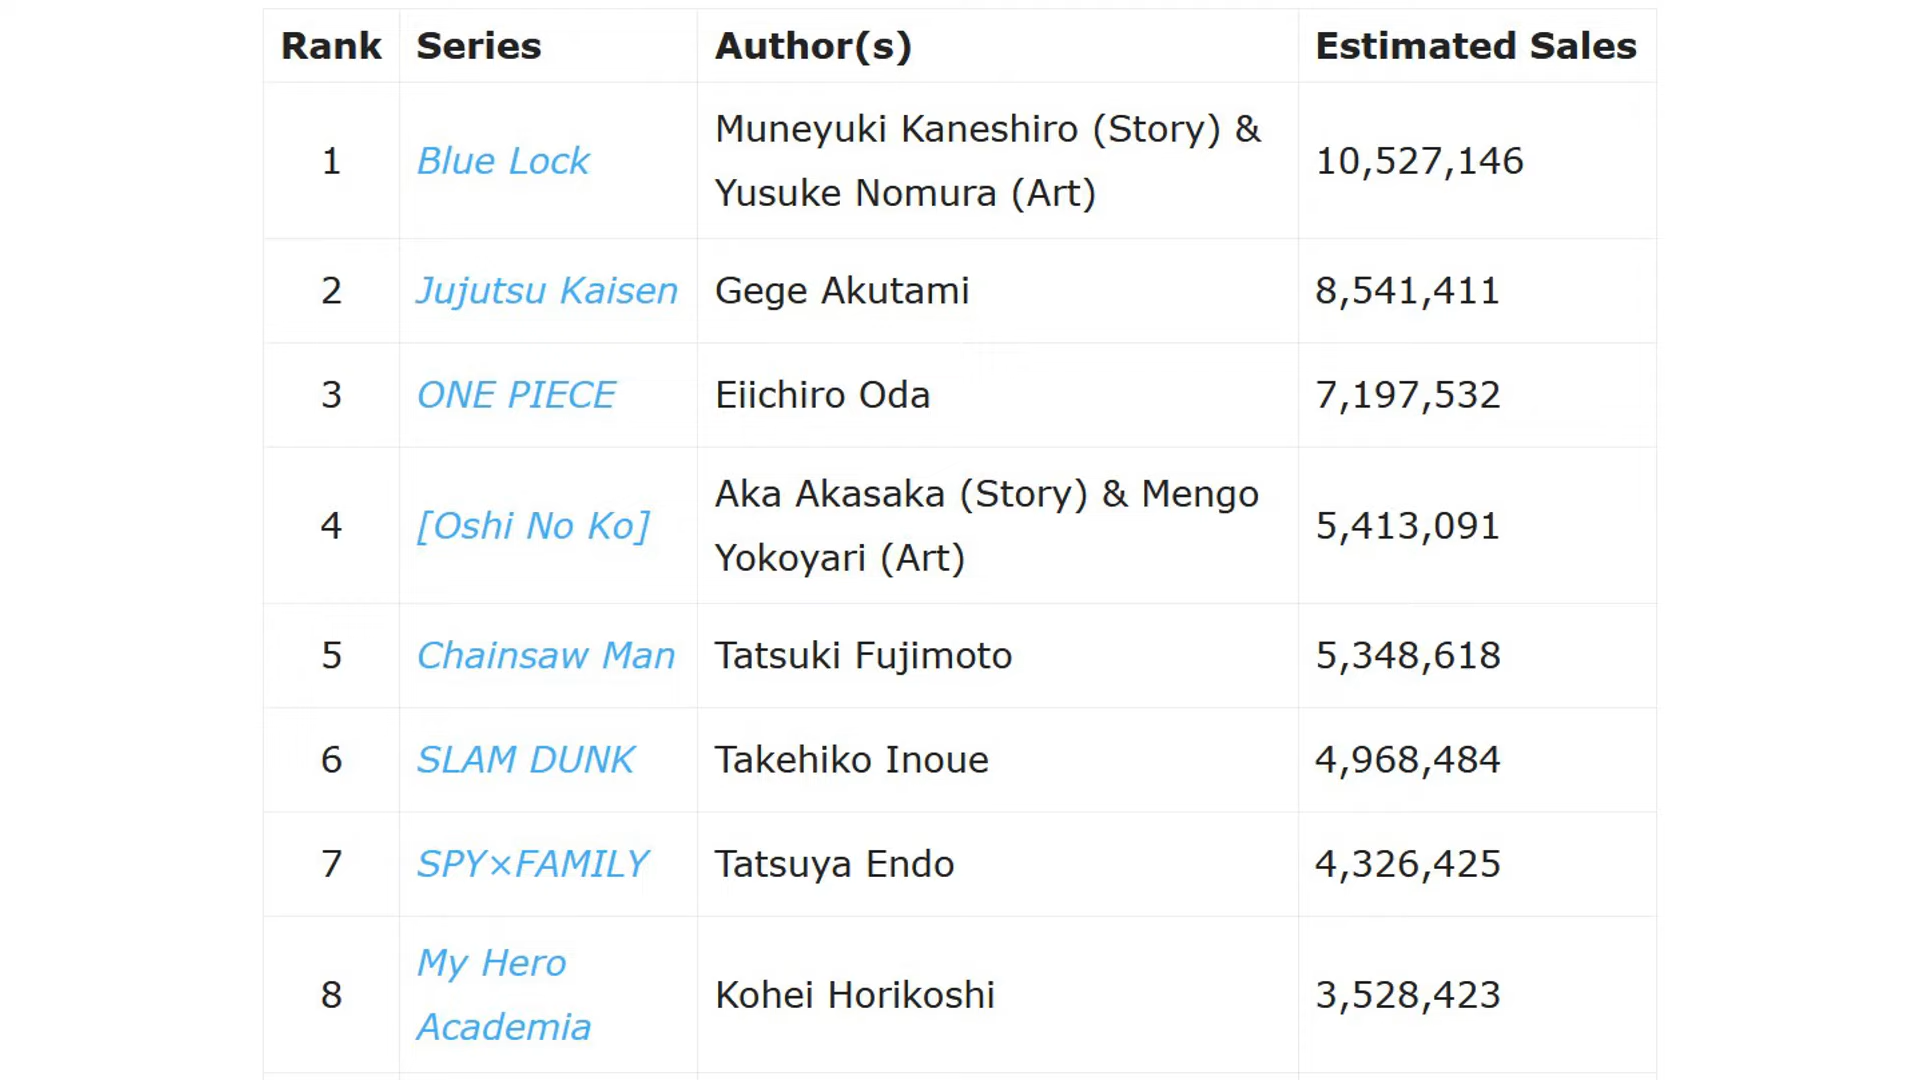 Rank Series Author(s) Estimated Sales
Muneyuki Kaneshiro (Story) &
1 Blue Lock 10,527,146
Yusuke Nomura (Art)
2 Jujutsu Kaisen Gege Akutami 8,541,411
3 ONE PIECE Eiichiro Oda 7,197,532
Aka Akasaka (Story) & Mengo
4 [Oshi No Ko] 5,413,091
Yokoyari (Art)
5 Chainsaw Man Tatsuki Fujimoto 5,348,618
6 SLAM DUNK Takehiko Inoue 4,968,484
7 SPY×FAMILY Tatsuya Endo 4,326,425
My Hero
8 Kohei Horikoshi 3,528,423
Academia